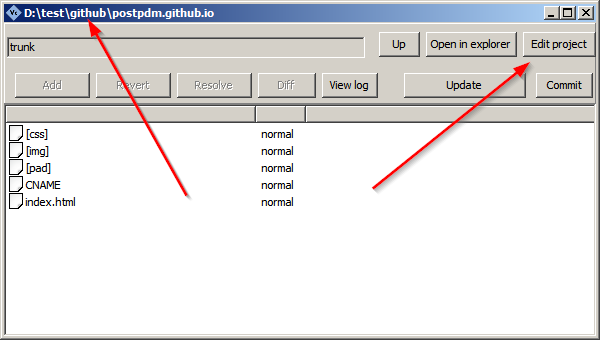 D:\test\github\postpdm.github.io
trunk
Up
Open in explorer
Edit project
Add
Revert
Resolve
Diff
View log
Update
Commit
[css] normal
[img] normal
[pad] normal
CNAME normal
index.html normal